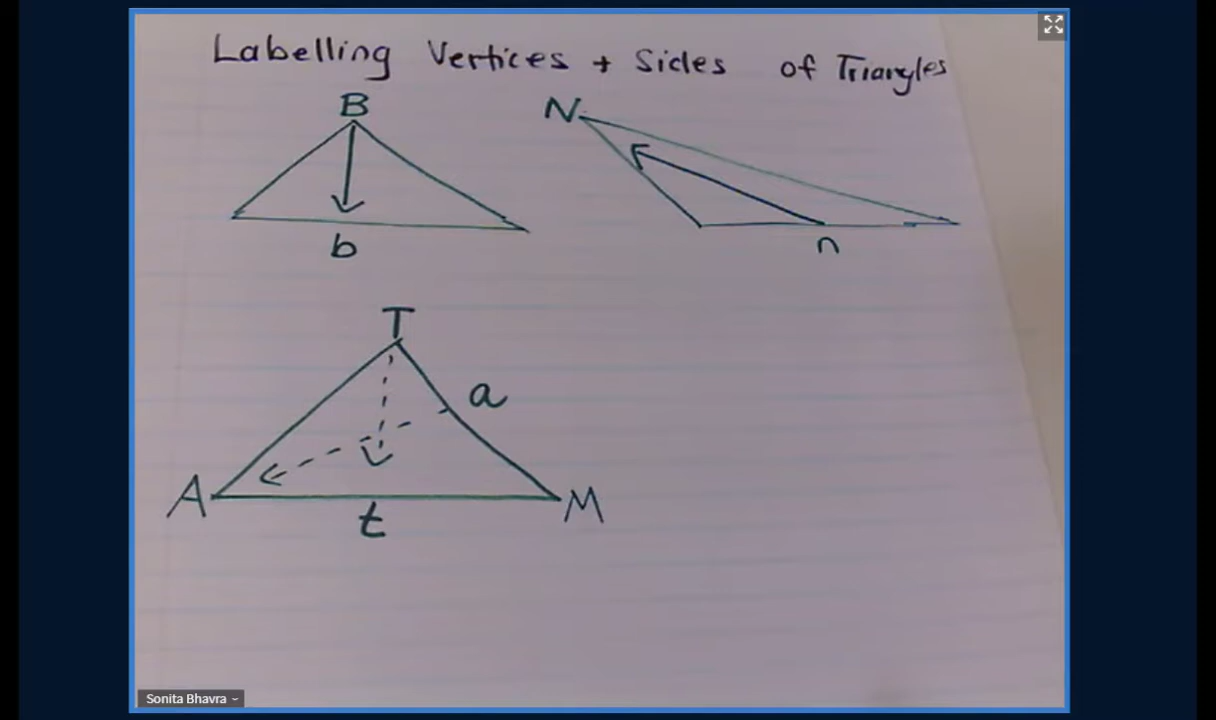 Labelling Vertices + Sides of Triangles
B
N
b
n
T
a
A
M
t
Sonita Bhavra